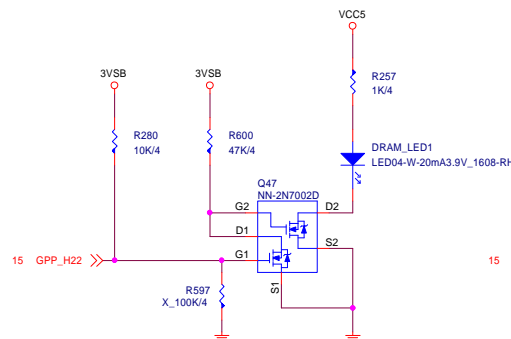 VCC5
3VSB 3VSB
R257
1K/4
R280
10K/4
R600
47K/4
DRAM_LED1
LED04-W-20mA3.9V_1608-RH
Q47
NN-2N7002D
G2 D2
D1
S2
G1
S1
15 GPP_H22 15
R597
X_100K/4